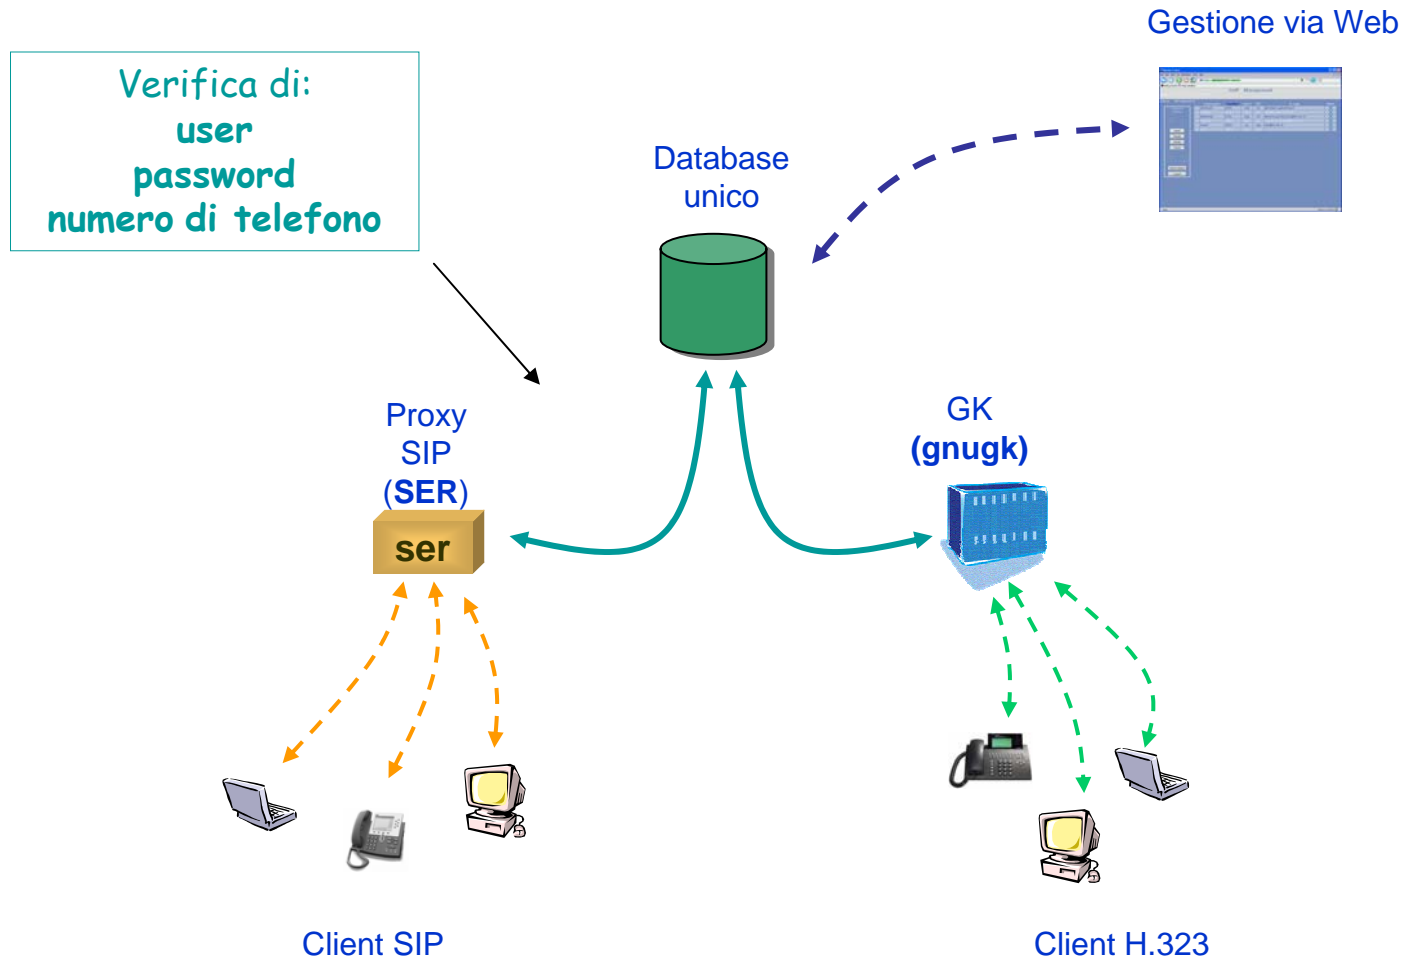 Gestione via Web
Verifica di:
user
password
numero di telefono
Database
unico
Proxy
SIP
(SER)
ser
GK
(gnugk)
Client SIP
Client H.323